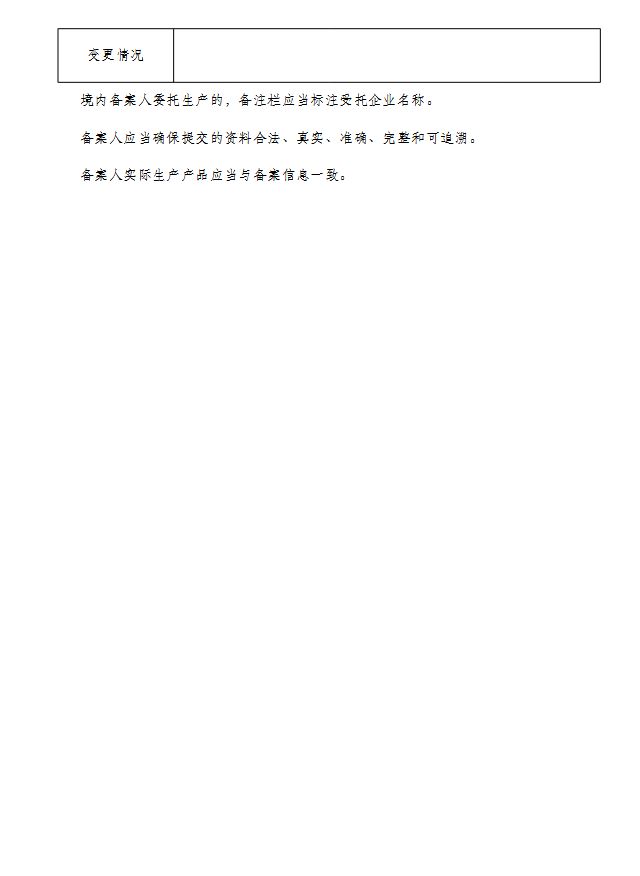 变更情况
境内备案人委托生产的，备注栏应当标注受托企业名称。
备案人应当确保提交的资料合法、真实、准确、完整和可追溯。
备案人实际生产产品应当与备案信息一致。